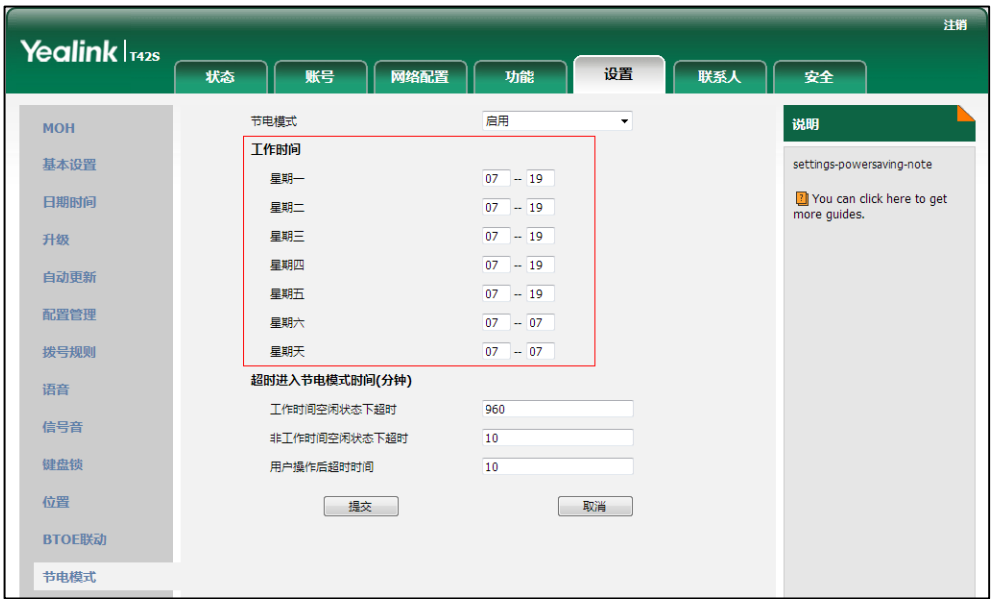 注销
Yealink T42S
状态 账号 网络配置 功能 设置 联系人 安全
MOH
基本设置
日期时间
升级
自动更新
配置管理
拨号规则
语音
信号音
键盘锁
位置
BTOE联动
节电模式
节电模式 启用
工作时间
星期一 07 -- 19
星期二 07 -- 19
星期三 07 -- 19
星期四 07 -- 19
星期五 07 -- 19
星期六 07 -- 07
星期天 07 -- 07
超时进入节电模式时间(分钟)
工作时间空闲状态下超时 960
非工作时间空闲状态下超时 10
用户操作后超时时间 10
提交 取消
说明
settings-powersaving-note
You can click here to get
more guides.